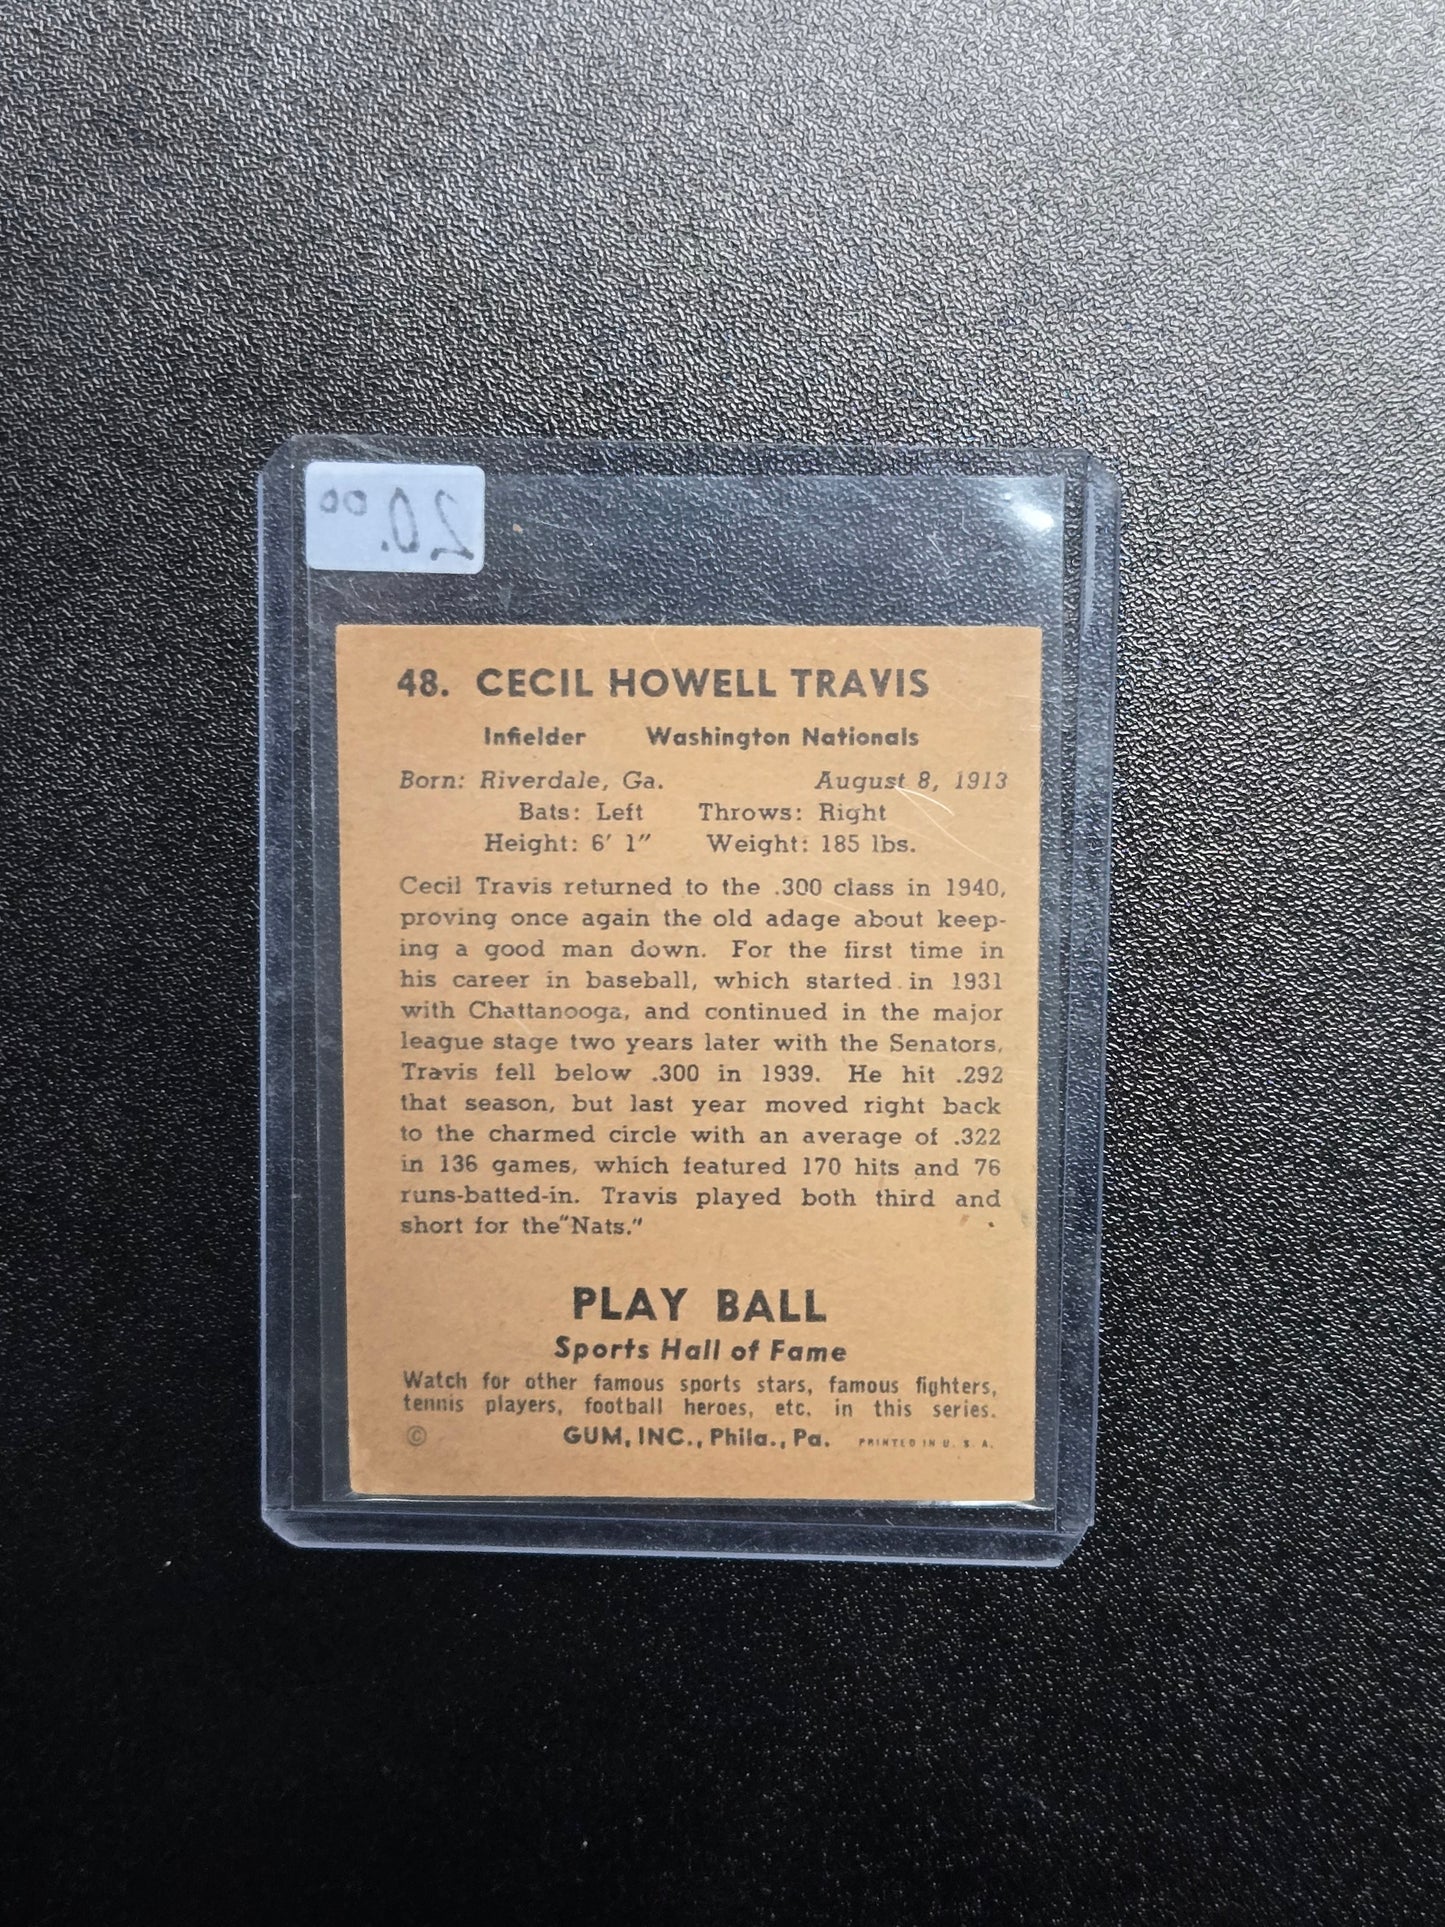 20.00
48. CECIL HOWELL TRAVIS
Infielder Washington Nationals
Born: Riverdale, Ga. August 8, 1913
Bats: Left Throws: Right
Height: 6' 1" Weight: 185 lbs.
Cecil Travis returned to the .300 class in 1940,
proving once again the old adage about keep-
ing a good man down. For the first time in
his career in baseball, which started in 1931
with Chattanooga, and continued in the major
league stage two years later with the Senators,
Travis fell below .300 in 1939. He hit .292
that season, but last year moved right back
to the charmed circle with an average of .322
in 136 games, which featured 170 hits and 76
runs-batted-in. Travis played both third and
short for the "Nats."
PLAY BALL
Sports Hall of Fame
Watch for other famous sports stars, famous fighters,
tennis players, football heroes, etc. in this series.
© GUM, INC., Phila., Pa. PRINTED IN U. S. A.